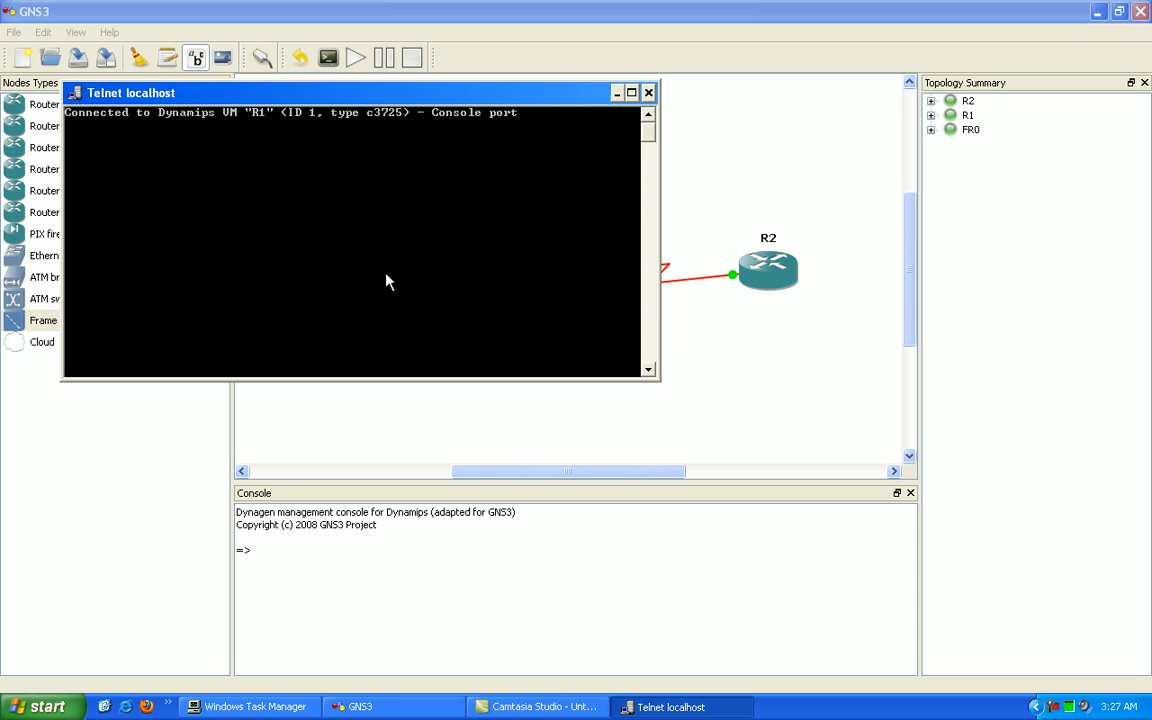 GNS3
File Edit View Help
Nodes Types
Router
Router
Router
Router
Router
Router
PIX fire
Ethern
ATM br
ATM sw
Frame
Cloud
Telnet localhost
Connected to Dynamips VM "R1" (ID 1, type c3725) - Console port
R2
Console
Dynagen management console for Dynamips (adapted for GNS3)
Copyright (c) 2008 GNS3 Project
=>
Topology Summary
R2
R1
FR0
start
Windows Task Manager
GNS3
Camtasia Studio - Unt...
Telnet localhost
3:27 AM